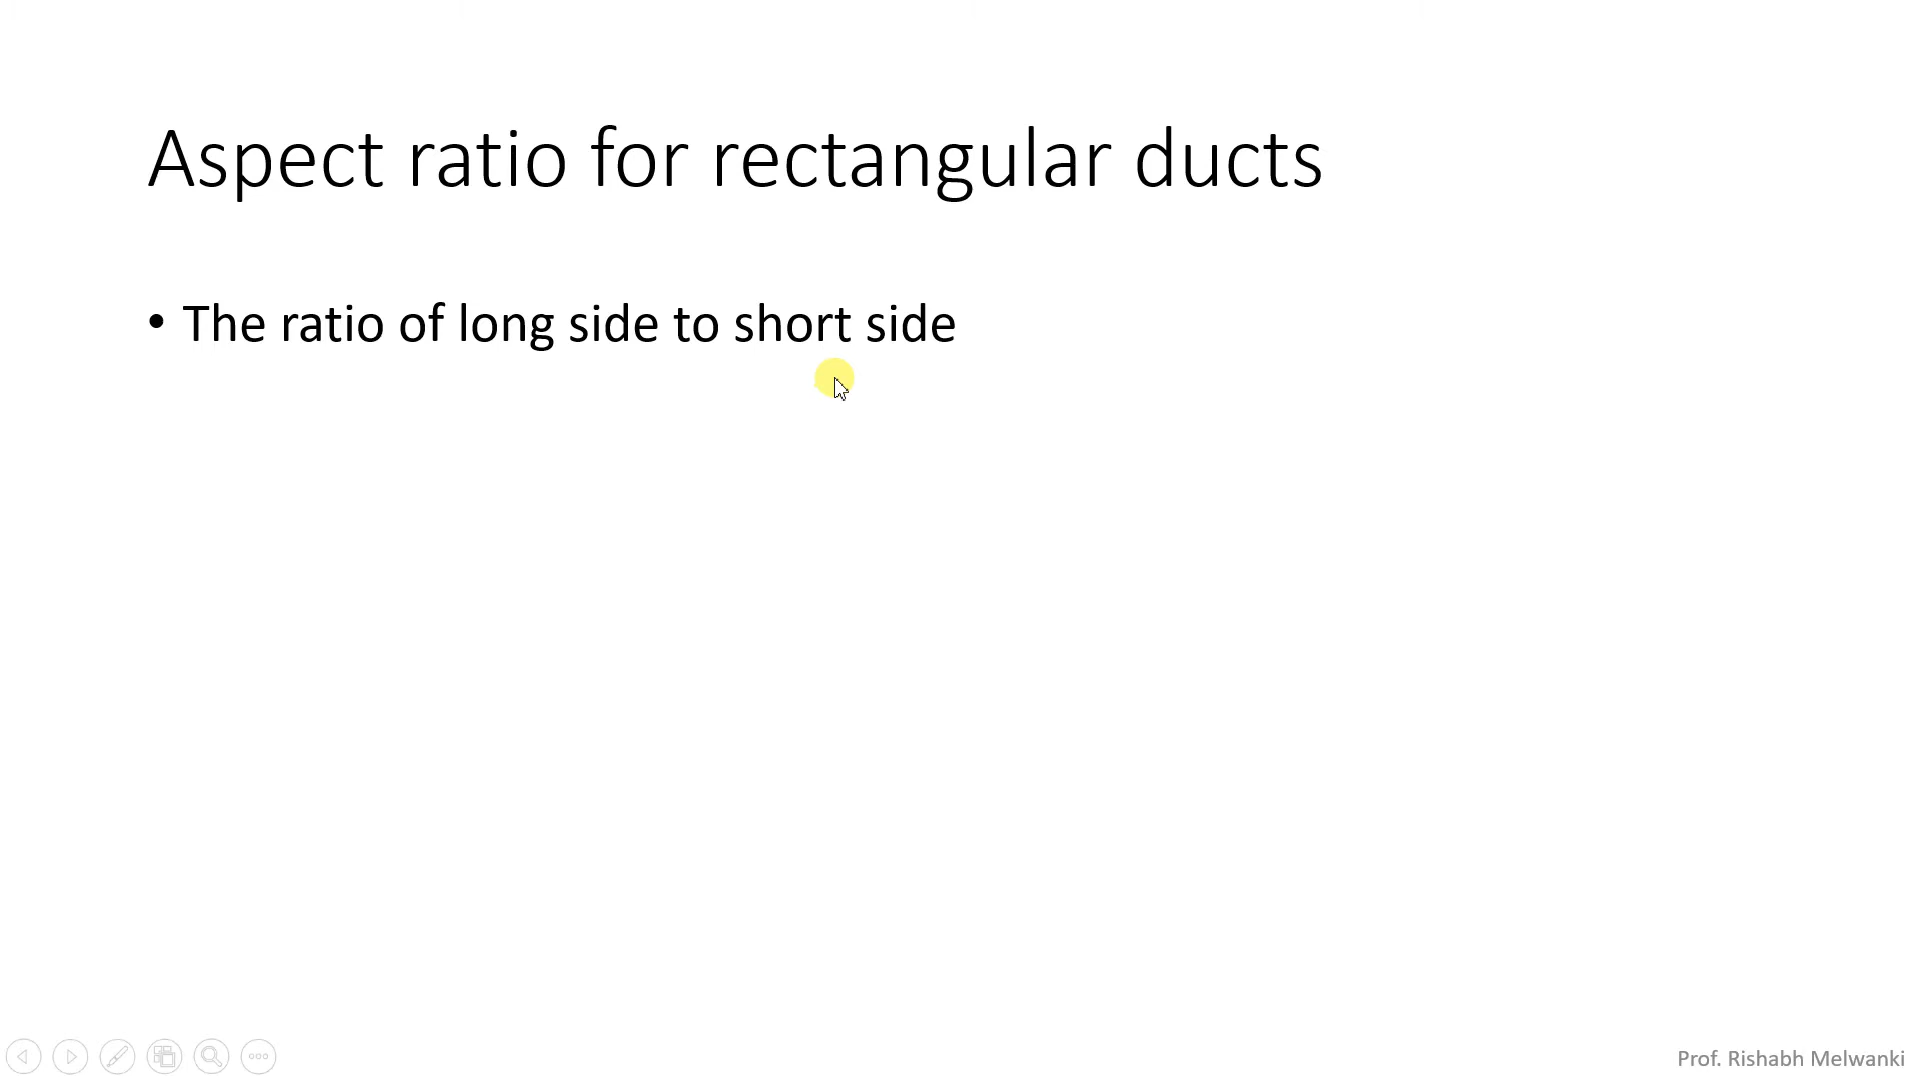 Aspect ratio for rectangular ducts
• The ratio of long side to short side
Prof. Rishabh Melwanki